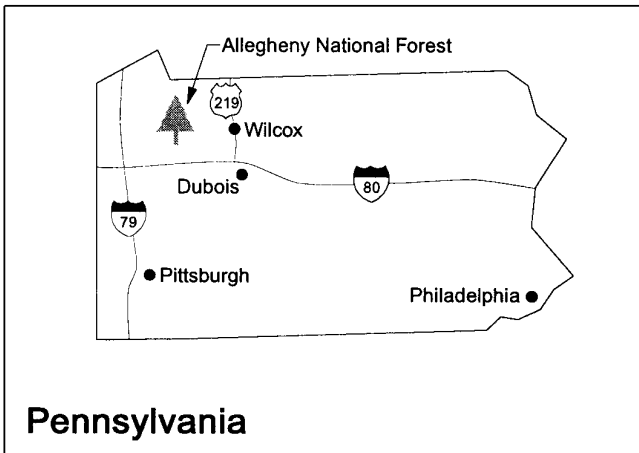 Allegheny National Forest
219
Wilcox
Dubois
80
79
Pittsburgh
Philadelphia
Pennsylvania